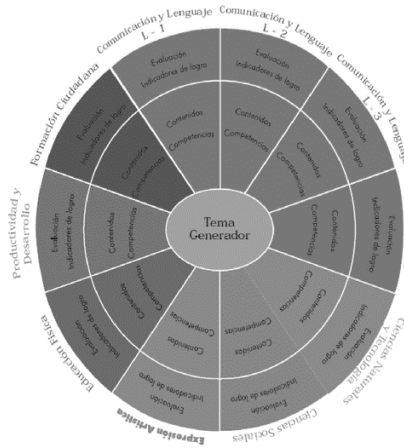 Comunicación y Lenguaje
L - 1
Evaluación
Indicadores de logro
Contenidos
Competencias
Comunicación y Lenguaje
L - 2
Evaluación
Indicadores de logro
Contenidos
Competencias
Comunicación y Lenguaje
L - 3
Evaluación
Indicadores de logro
Contenidos
Competencias
Evaluación
Indicadores de logro
Contenidos
Competencias
Ciencias Naturales
y Tecnología
Evaluación
Indicadores de logro
Contenidos
Competencias
Ciencias Sociales
Evaluación
Indicadores de logro
Contenidos
Competencias
Expresión Artística
Evaluación
Indicadores de logro
Contenidos
Competencias
Educación Física
Evaluación
Indicadores de logro
Contenidos
Competencias
Productividad y
Desarrollo
Evaluación
Indicadores de logro
Contenidos
Competencias
Formación Ciudadana
Evaluación
Indicadores de logro
Contenidos
Competencias
Tema
Generador